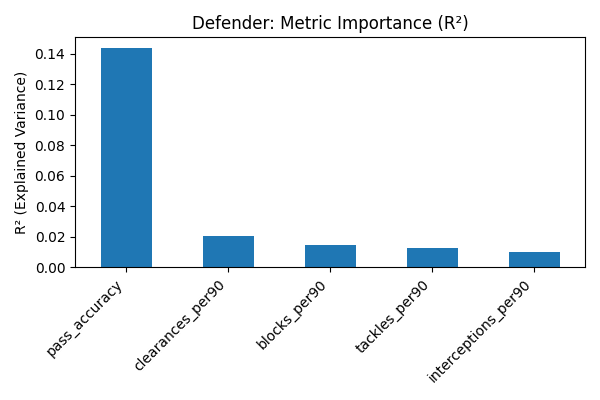 Defender: Metric Importance (R²)
R² (Explained Variance)
0.14
0.12
0.10
0.08
0.06
0.04
0.02
0.00
pass_accuracy
clearances_per90
blocks_per90
tackles_per90
interceptions_per90